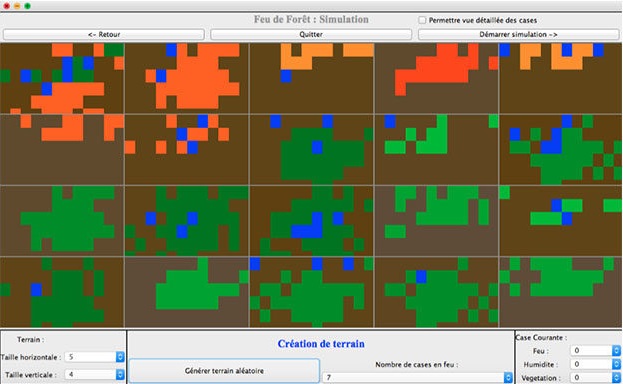 Feu de Forêt : Simulation
Permettre vue détaillée des cases
<- Retour
Quitter
Démarrer simulation ->
Terrain :
Taille horizontale : 5
Taille verticale : 4
Création de terrain
Générer terrain aléatoire
Nombre de cases en feu :
7
Case Courante :
Feu : 0
Humidite : 0
Vegetation : 0